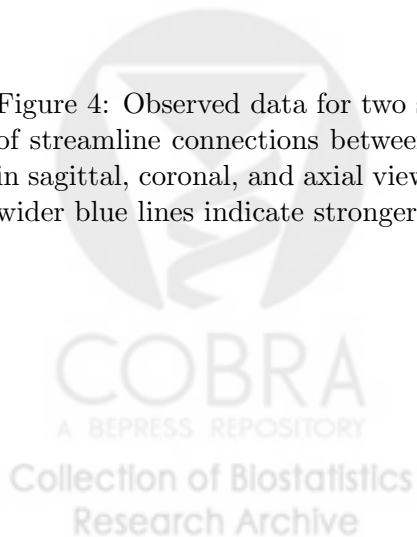 Figure 4: Observed data for two s
of streamline connections between
in sagittal, coronal, and axial view
wider blue lines indicate stronger
COBRA
A BEPRESS REPOSITORY
Collection of Biostatistics
Research Archive